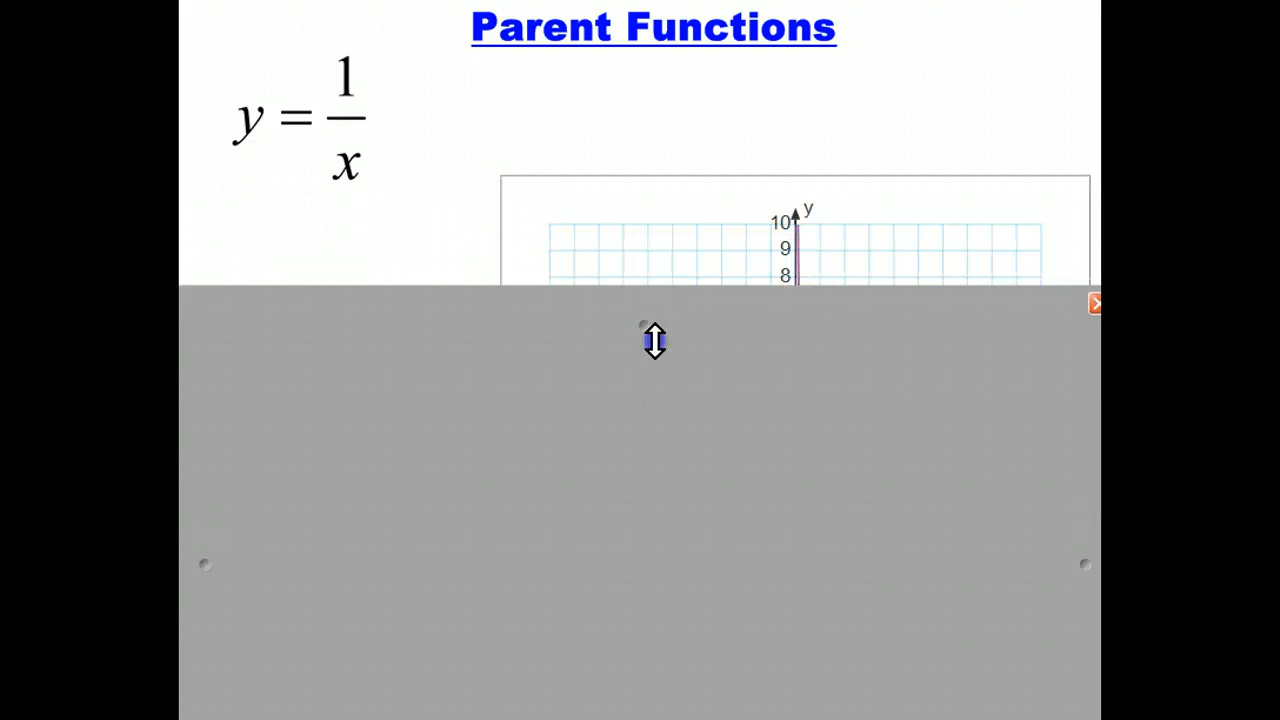 Parent Functions
y = 1/x
y
10
9
8